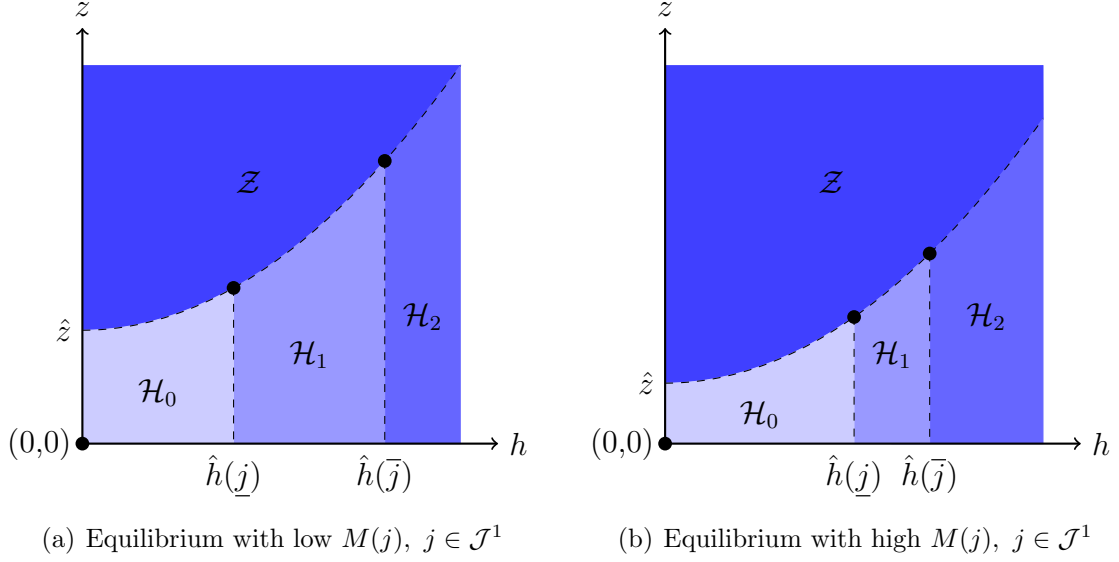 z
𝒵
ẑ
ℋ₂
ℋ₁
ℋ₀
(0,0)
h
ĥ(j̲)
ĥ(j̅)
(a) Equilibrium with low M(j), j ∈ 𝒥¹
z
𝒵
ẑ
ℋ₂
ℋ₁
ℋ₀
(0,0)
h
ĥ(j̲)
ĥ(j̅)
(b) Equilibrium with high M(j), j ∈ 𝒥¹